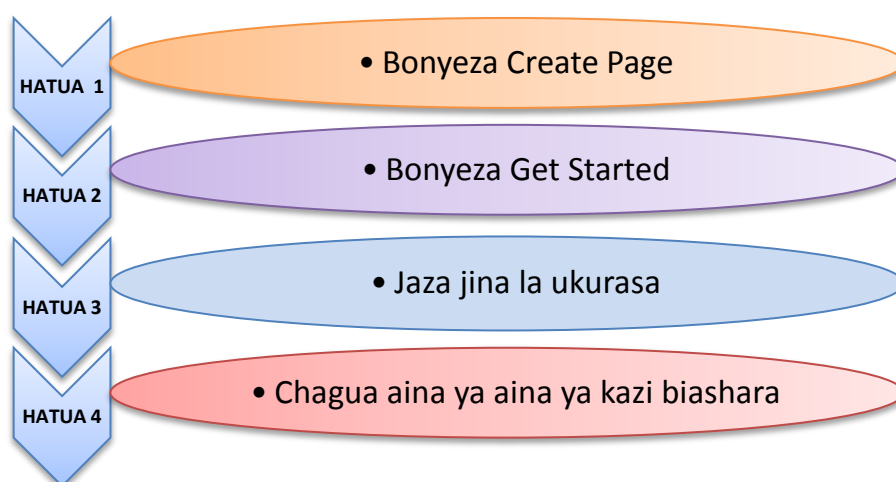 HATUA 1
• Bonyeza Create Page
HATUA 2
• Bonyeza Get Started
HATUA 3
• Jaza jina la ukurasa
HATUA 4
• Chagua aina ya aina ya kazi biashara